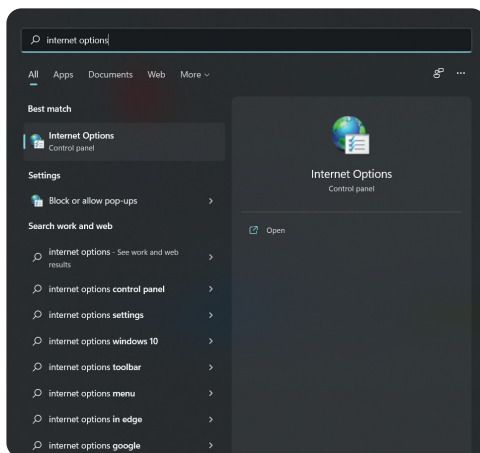 internet options
All Apps Documents Web More
Best match
Internet Options
Control panel
Settings
Block or allow pop-ups
Search work and web
internet options - See work and web
results
internet options control panel
internet options settings
internet options windows 10
internet options toolbar
internet options menu
internet options in edge
internet options google
Internet Options
Control panel
Open